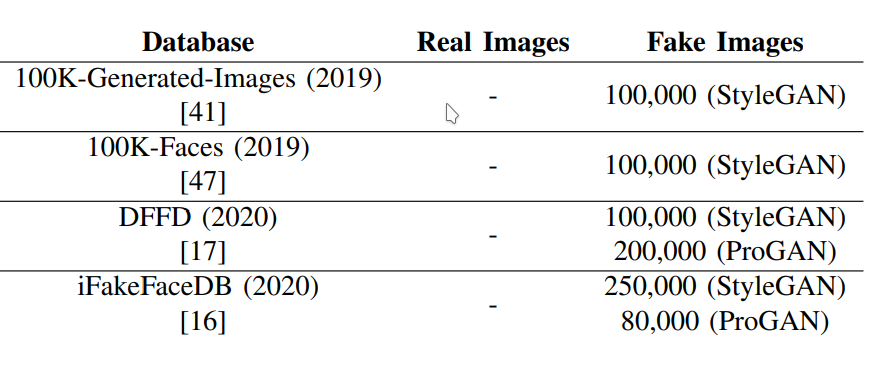 Database Real Images Fake Images
100K-Generated-Images (2019)
[41]
- 100,000 (StyleGAN)
100K-Faces (2019)
[47]
- 100,000 (StyleGAN)
DFFD (2020)
[17]
-
100,000 (StyleGAN)
200,000 (ProGAN)
iFakeFaceDB (2020)
[16]
-
250,000 (StyleGAN)
80,000 (ProGAN)